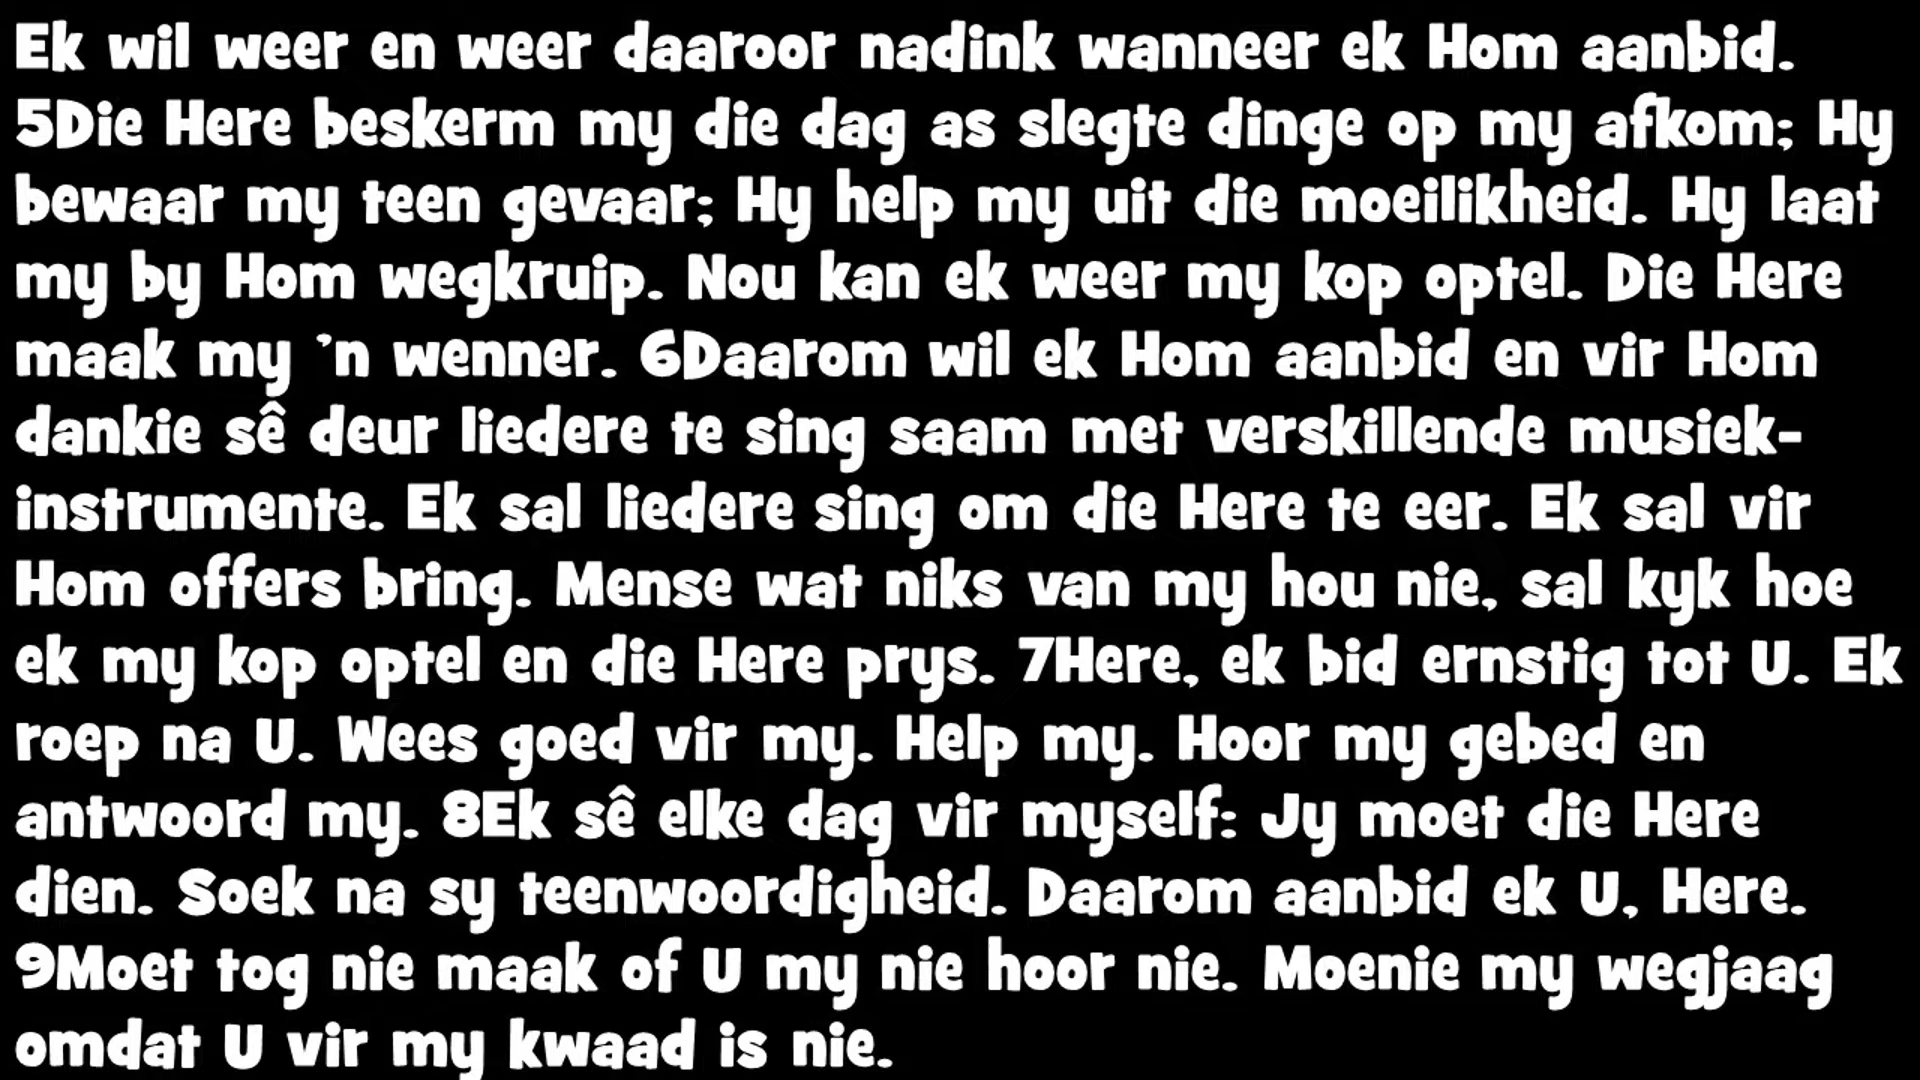 Ek wil weer en weer daaroor nadink wanneer ek Hom aanbid.
5Die Here beskerm my die dag as slegte dinge op my afkom; Hy
bewaar my teen gevaar; Hy help my uit die moeilikheid. Hy laat
my by Hom wegkruip. Nou kan ek weer my kop optel. Die Here
maak my ’n wenner. 6Daarom wil ek Hom aanbid en vir Hom
dankie sê deur liedere te sing saam met verskillende musiek-
instrumente. Ek sal liedere sing om die Here te eer. Ek sal vir
Hom offers bring. Mense wat niks van my hou nie, sal kyk hoe
ek my kop optel en die Here prys. 7Here, ek bid ernstig tot U. Ek
roep na U. Wees goed vir my. Help my. Hoor my gebed en
antwoord my. 8Ek sê elke dag vir myself: Jy moet die Here
dien. Soek na sy teenwoordigheid. Daarom aanbid ek U, Here.
9Moet tog nie maak of U my nie hoor nie. Moenie my wegjaag
omdat U vir my kwaad is nie.